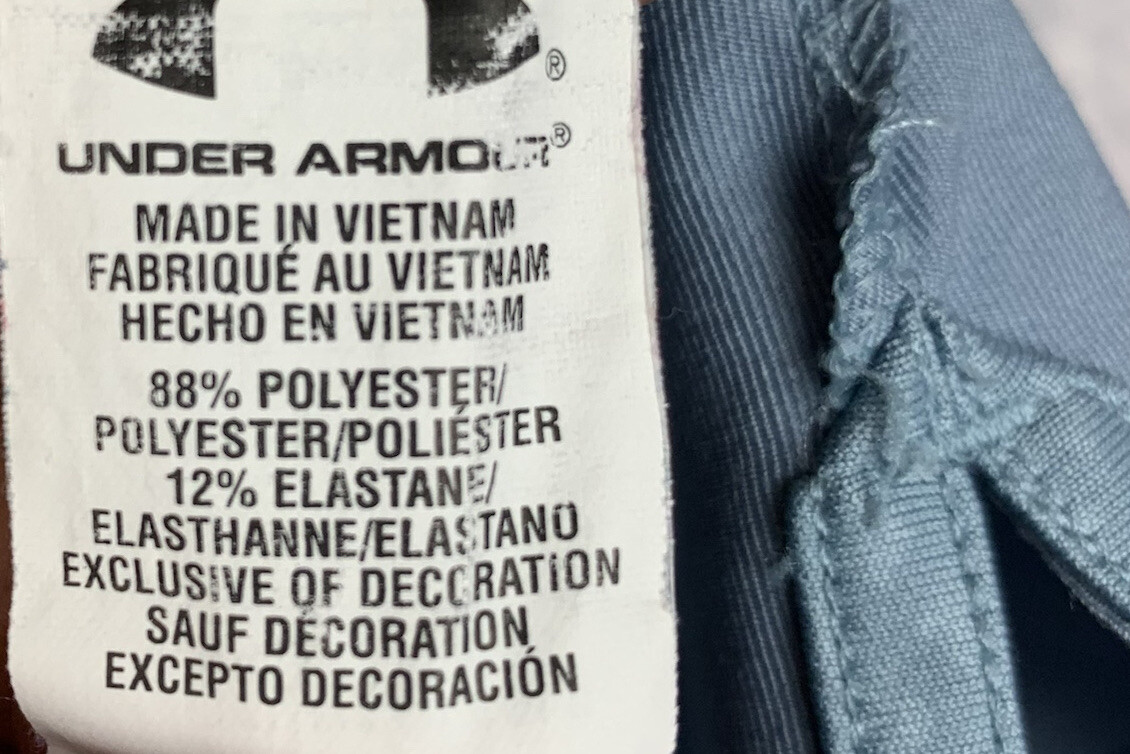 ®
UNDER ARMOUR®
MADE IN VIETNAM
FABRIQUÉ AU VIETNAM
HECHO EN VIETNAM
88% POLYESTER/
POLYESTER/POLIÉSTER
12% ELASTANE/
ELASTHANNE/ELASTANO
EXCLUSIVE OF DECORATION
SAUF DÉCORATION
EXCEPTO DECORACIÓN